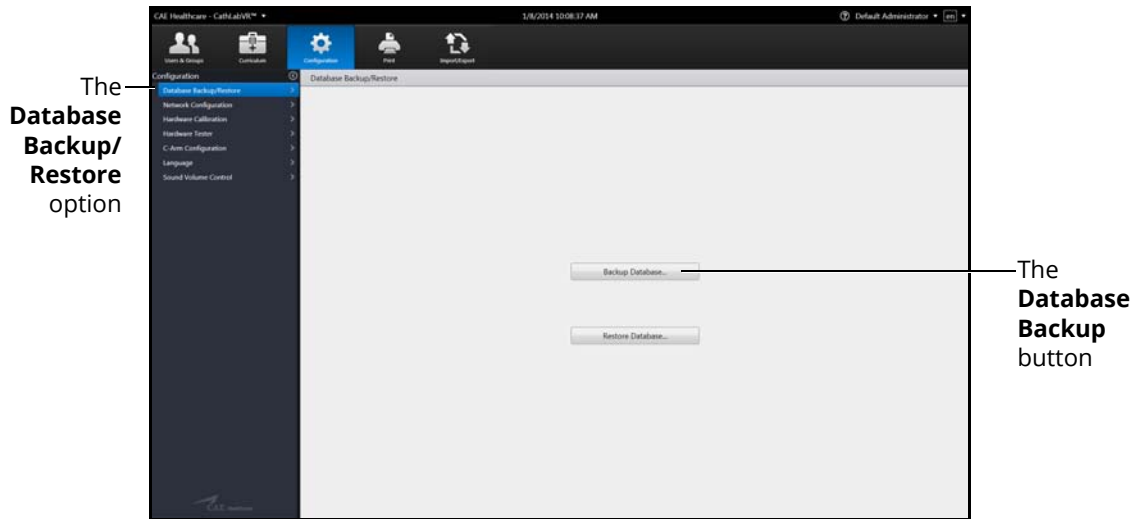 CAE Healthcare - CathLabVR™
1/8/2014 10:08:37 AM
Default Administrator
en
Users & Groups
Curriculum
Configuration
Print
Import/Export
Configuration
Database Backup/Restore
Database Backup/Restore
Network Configuration
Hardware Calibration
Hardware Tester
C-Arm Configuration
Language
Sound Volume Control
The
Database
Backup/
Restore
option
Backup Database...
Restore Database...
The
Database
Backup
button
CAE Healthcare